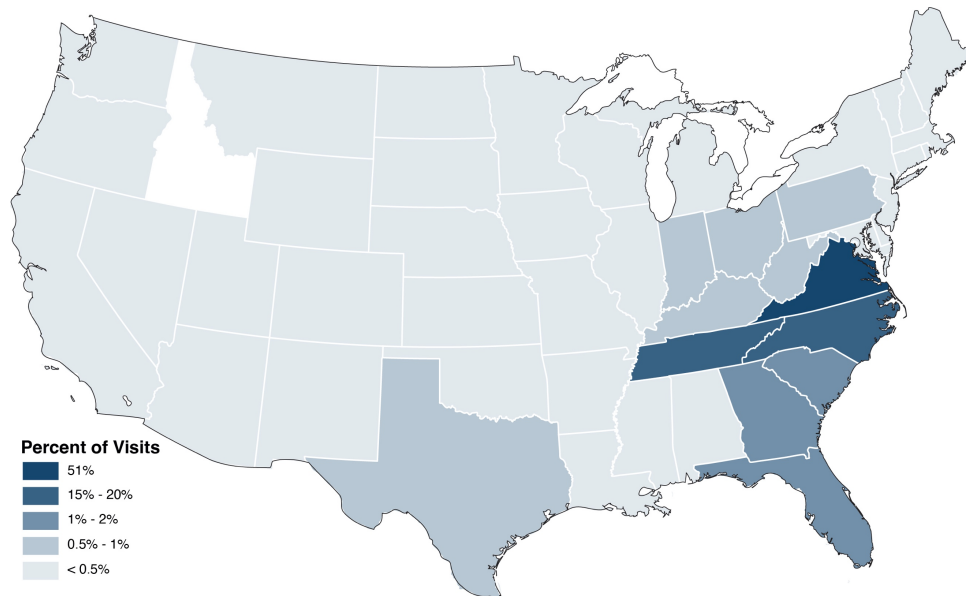 Percent of Visits
51%
15% - 20%
1% - 2%
0.5% - 1%
< 0.5%